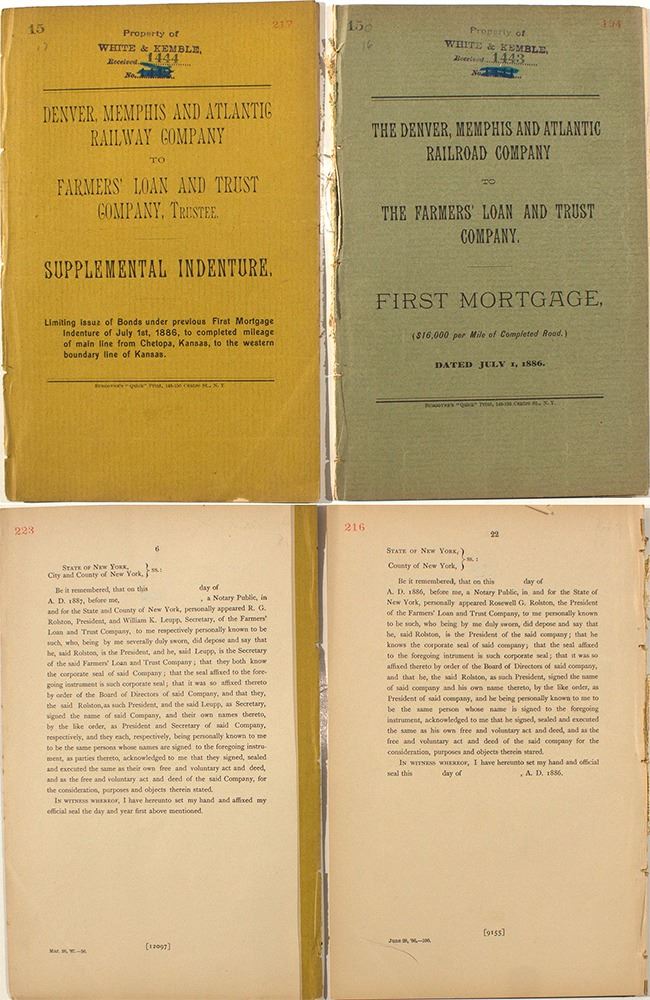 15
217
17
Property of
WHITE & KEMBLE,
Received 1444
No.
DENVER, MEMPHIS AND ATLANTIC
RAILWAY COMPANY
TO
FARMERS' LOAN AND TRUST
COMPANY, TRUSTEE.
SUPPLEMENTAL INDENTURE,
Limiting issue of Bonds under previous First Mortgage
Indenture of July 1st, 1886, to completed mileage
of main line from Chetopa, Kansas, to the western
boundary line of Kansas.
"Quick" Print, Centre St., N. Y
15
194
16
Property of
WHITE & KEMBLE,
Received 1443
No.
THE DENVER, MEMPHIS AND ATLANTIC
RAILROAD COMPANY
TO
THE FARMERS' LOAN AND TRUST
COMPANY.
FIRST MORTGAGE,
($16,000 per Mile of Completed Road.)
DATED JULY 1, 1886.
"Quick" Print, Centre St., N. Y.
223
6
STATE OF NEW YORK,
City and County of New York, } ss. :
Be it remembered, that on this day of
A. D. 1887, before me, , a Notary Public, in
and for the State and County of New York, personally appeared R. G.
Rolston, President, and William K. Leupp, Secretary, of the Farmers'
Loan and Trust Company, to me respectively personally known to be
such, who, being by me severally duly sworn, did depose and say that
he, said Rolston, is the President, and he, said Leupp, is the Secretary
of the said Farmers' Loan and Trust Company ; that they both know
the corporate seal of said Company ; that the seal affixed to the fore-
going instrument is such corporate seal ; that it was so affixed thereto
by order of the Board of Directors of said Company, and that they,
the said Rolston, as such President, and the said Leupp, as Secretary,
signed the name of said Company, and their own names thereto,
by the like order, as President and Secretary of said Company,
respectively, and they each, respectively, being personally known to me
to be the same persons whose names are signed to the foregoing instru-
ment, as parties thereto, acknowledged to me that they signed, sealed
and executed the same as their own free and voluntary act and deed,
and as the free and voluntary act and deed of the said Company, for
the consideration, purposes and objects therein stated.
IN WITNESS WHEREOF, I have hereunto set my hand and affixed my
official seal the day and year first above mentioned.
[12097]
216
22
STATE OF NEW YORK,
County of New York, } ss. :
Be it remembered, that on this day of
A. D. 1886, before me, a Notary Public, in and for the State of
New York, personally appeared Rosewell G. Rolston, the President
of the Farmers' Loan and Trust Company, to me personally known
to be such, who being by me duly sworn, did depose and say that
he, said Rolston, is the President of the said company ; that he
knows the corporate seal of said company ; that the seal affixed
to the foregoing intrument is such corporate seal ; that it was so
affixed thereto by order of the Board of Directors of said company,
and that he, the said Rolston, as such President, signed the name
of said company and his own name thereto, by the like order, as
President of said company, and he being personally known to me to
be the same person whose name is signed to the foregoing
instrument, acknowledged to me that he signed, sealed and executed
the same as his own free and voluntary act and deed, and as the
free and voluntary act and deed of the said company for the
consideration, purposes and objects therein stared.
IN WITNESS WHEREOF, I have hereunto set my hand and official
seal this day of , A. D. 1886.
[9155]